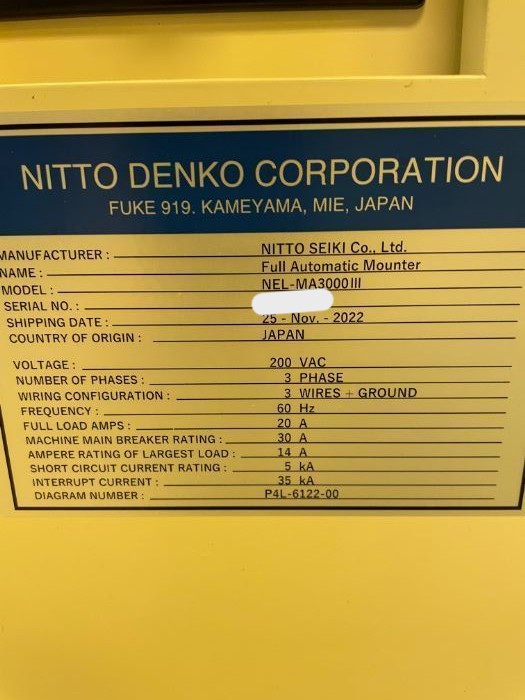 NITTO DENKO CORPORATION
FUKE 919. KAMEYAMA, MIE, JAPAN
MANUFACTURER : NITTO SEIKI Co., Ltd.
NAME : Full Automatic Mounter
MODEL : NEL-MA3000III
SERIAL NO. :
SHIPPING DATE : 25 - Nov. - 2022
COUNTRY OF ORIGIN : JAPAN
VOLTAGE : 200 VAC
NUMBER OF PHASES : 3 PHASE
WIRING CONFIGURATION : 3 WIRES + GROUND
FREQUENCY : 60 Hz
FULL LOAD AMPS : 20 A
MACHINE MAIN BREAKER RATING : 30 A
AMPERE RATING OF LARGEST LOAD : 14 A
SHORT CIRCUIT CURRENT RATING : 5 kA
INTERRUPT CURRENT : 35 kA
DIAGRAM NUMBER : P4L-6122-00